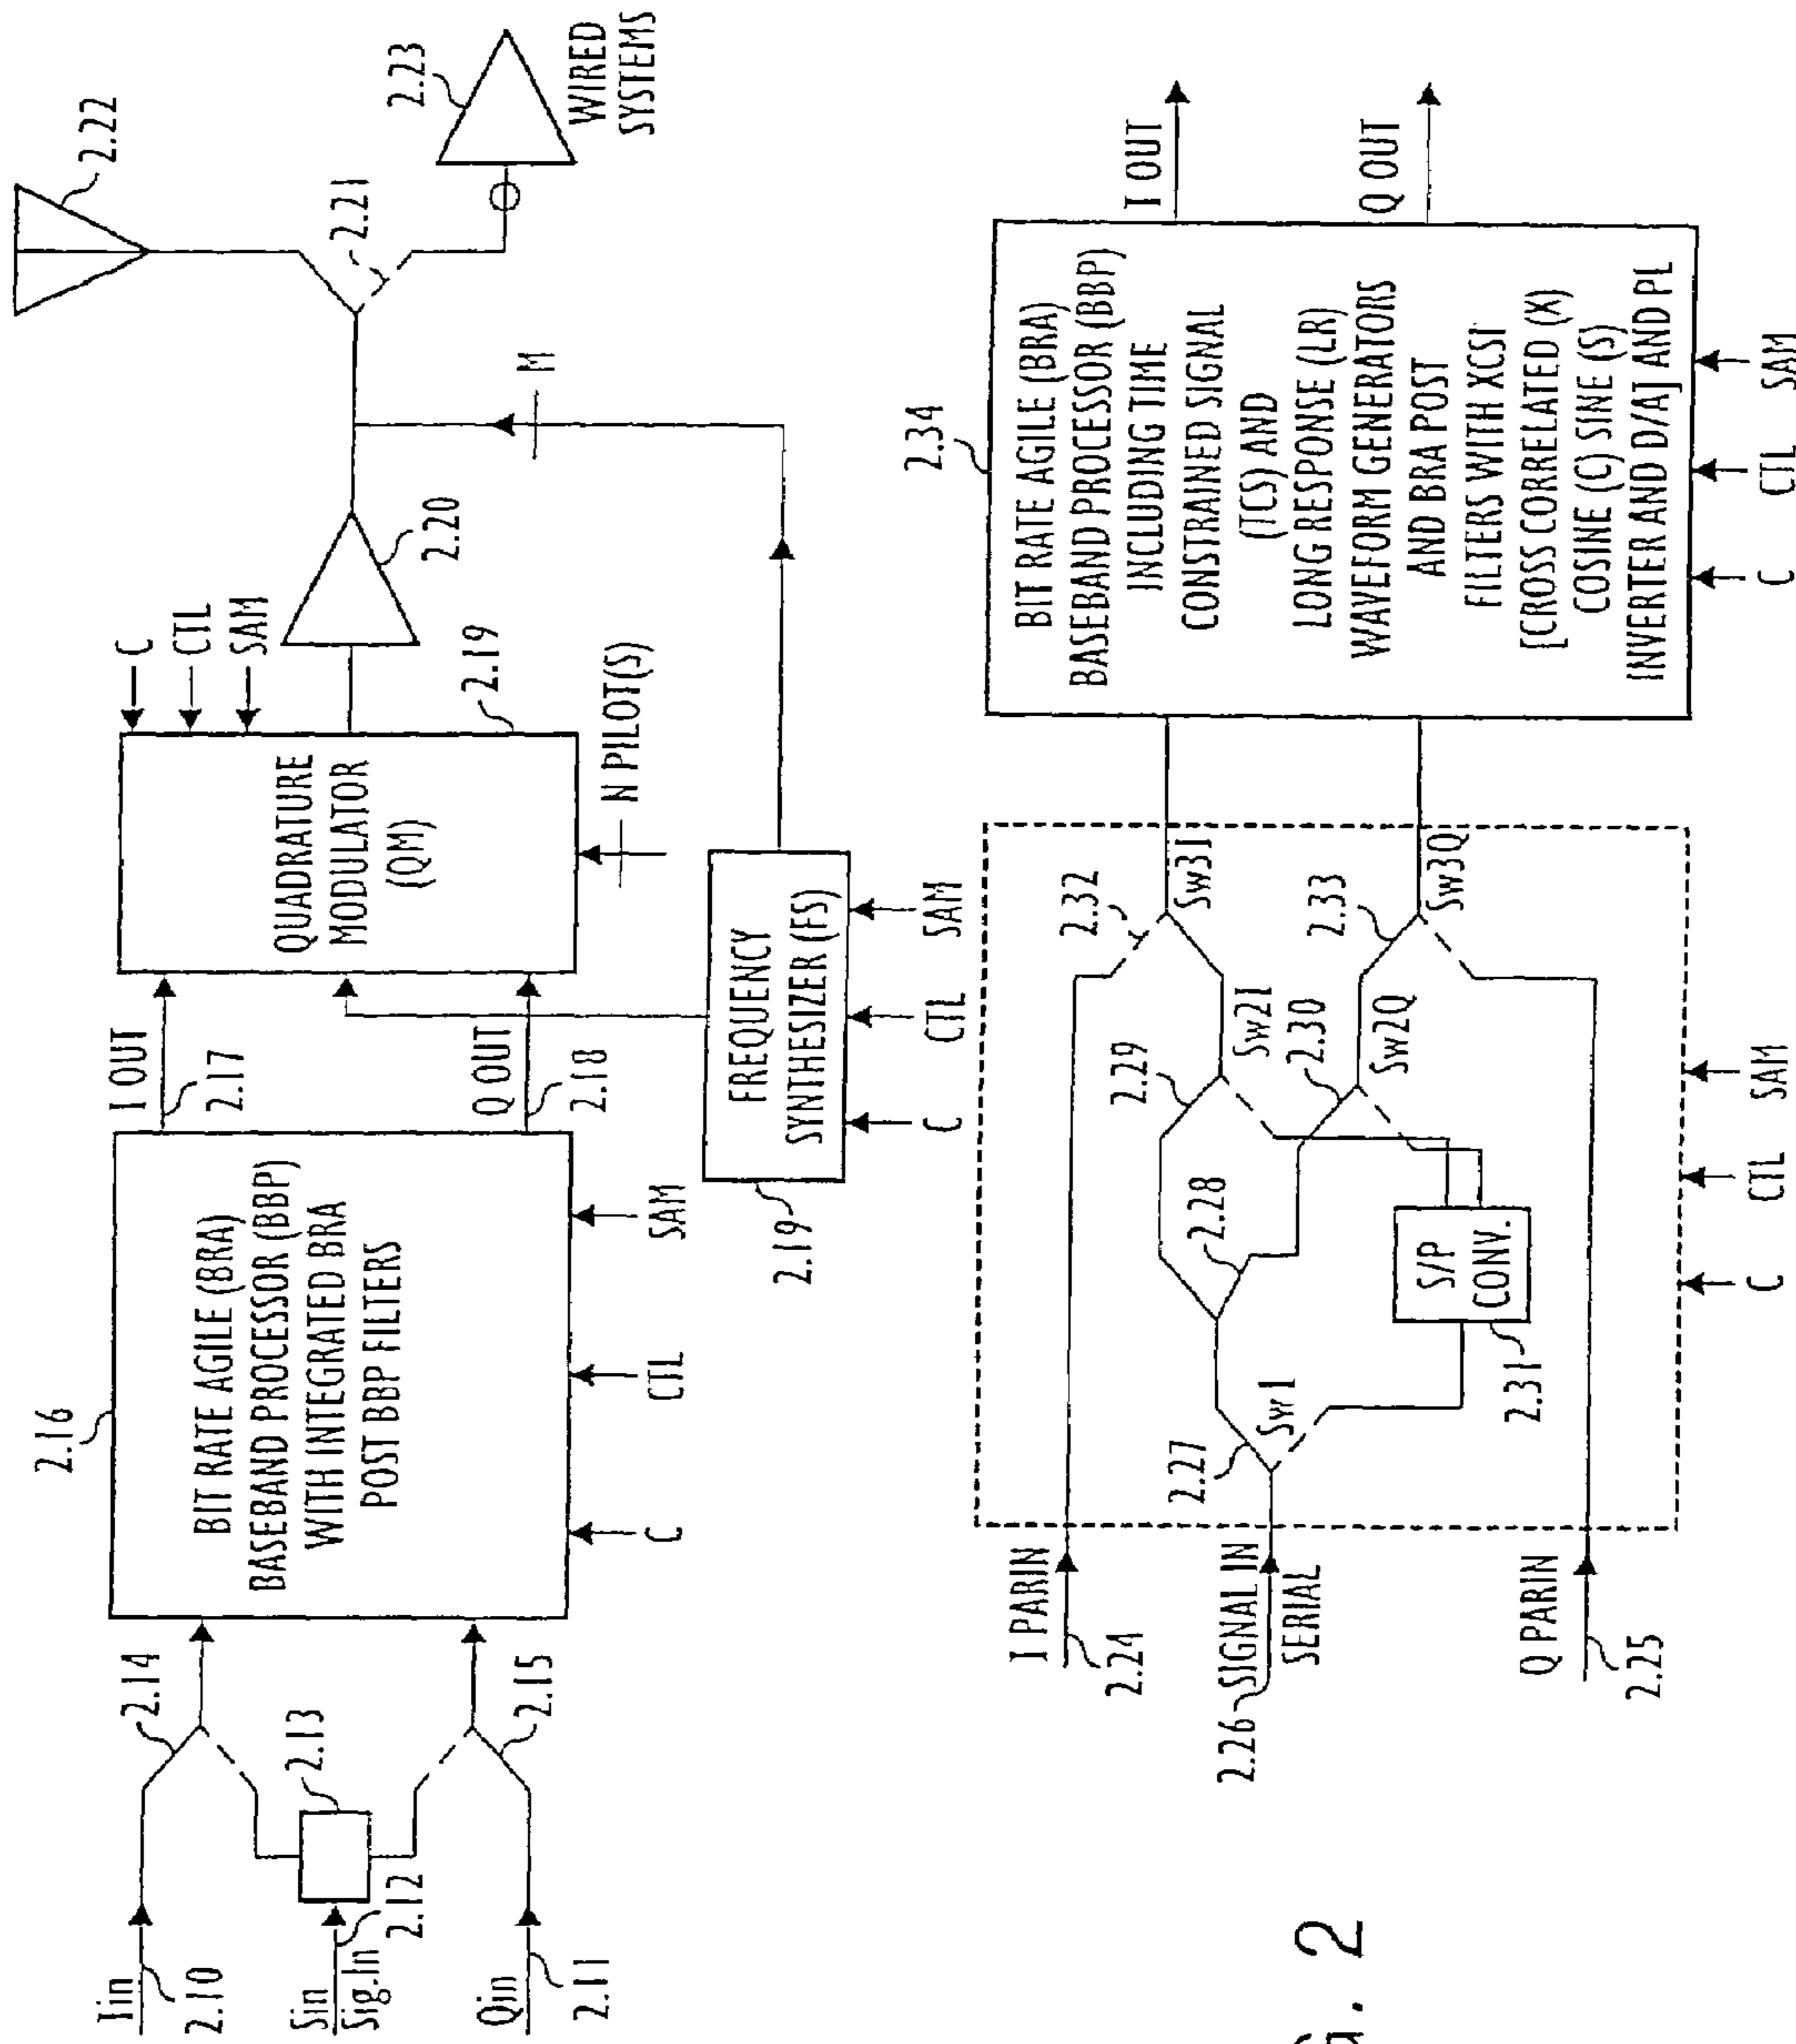 Iin
2.10
Sin
Sig.In
2.12
Qin
2.11
2.13
2.14
2.15
2.16
BIT RATE AGILE (BRA)
BASEBAND PROCESSOR (BBP)
WITH INTEGRATED BRA
POST BBP FILTERS
C
CTL
SAM
I OUT
2.17
Q OUT
2.18
QUADRATURE
MODULATOR
(QM)
C
CTL
SAM
2.19
N PILOT(S)
FREQUENCY
SYNTHESIZER (FS)
2.19
C
CTL
SAM
2.20
M
2.21
2.22
2.23
WIRED
SYSTEMS
I PARIN
2.24
2.26
SIGNAL IN
SERIAL
Q PARIN
2.25
2.27
Sw1
2.28
2.29
Sw2I
2.30
Sw2Q
S/P
CONV.
2.31
2.32
Sw3I
2.33
Sw3Q
C
CTL
SAM
2.34
BIT RATE AGILE (BRA)
BASEBAND PROCESSOR (BBP)
INCLUDING TIME
CONSTRAINED SIGNAL
(TCS) AND
LONG RESPONSE (LR)
WAVEFORM GENERATORS
AND BRA POST
FILTERS WITH XCSI
[CROSS CORRELATED (X)
COSINE (C) SINE (S)
INVERTER AND D/A] AND PL
C
CTL
SAM
I OUT
Q OUT
G. 2